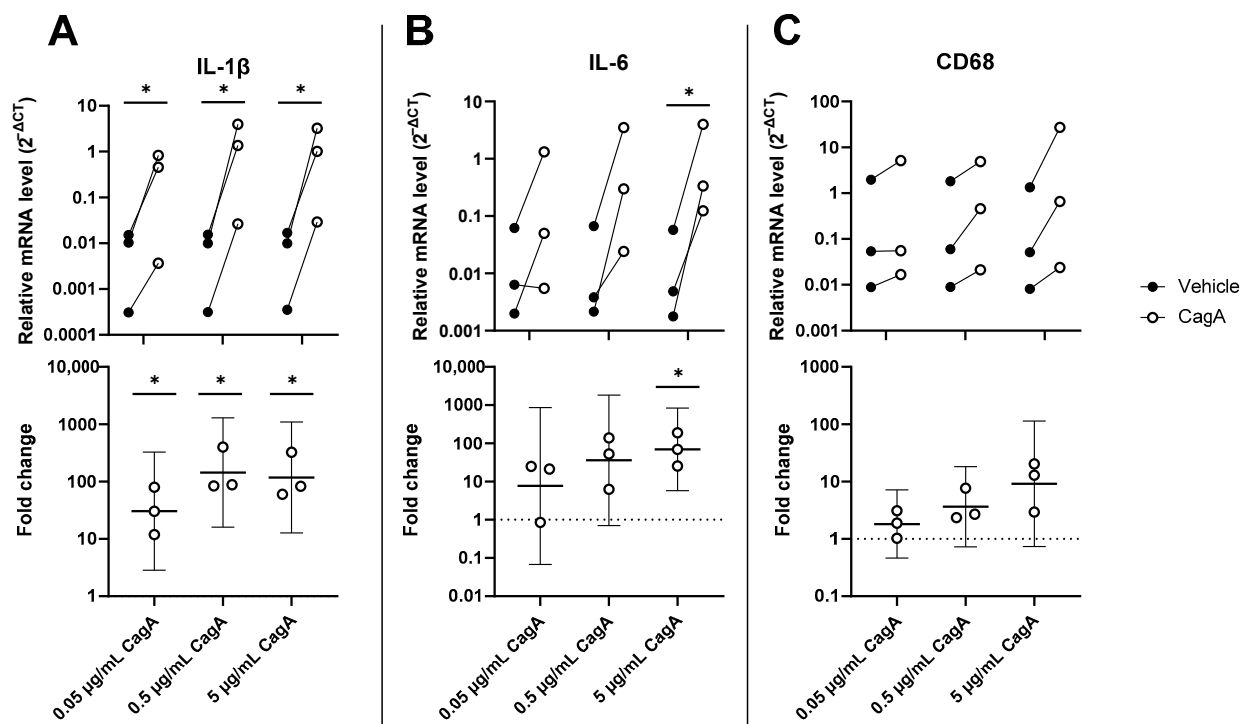 A
IL-1β
* * *
Relative mRNA level (2⁻ΔCT)
10
1
0.1
0.01
0.001
0.0001
* * *
Fold change
10,000
1000
100
10
1
0.05 µg/mL CagA
0.5 µg/mL CagA
5 µg/mL CagA
B
IL-6
*
Relative mRNA level (2⁻ΔCT)
10
1
0.1
0.01
0.001
*
Fold change
10,000
1000
100
10
1
0.1
0.01
0.05 µg/mL CagA
0.5 µg/mL CagA
5 µg/mL CagA
C
CD68
Relative mRNA level (2⁻ΔCT)
100
10
1
0.1
0.01
0.001
Fold change
1000
100
10
1
0.1
0.05 µg/mL CagA
0.5 µg/mL CagA
5 µg/mL CagA
Vehicle
CagA